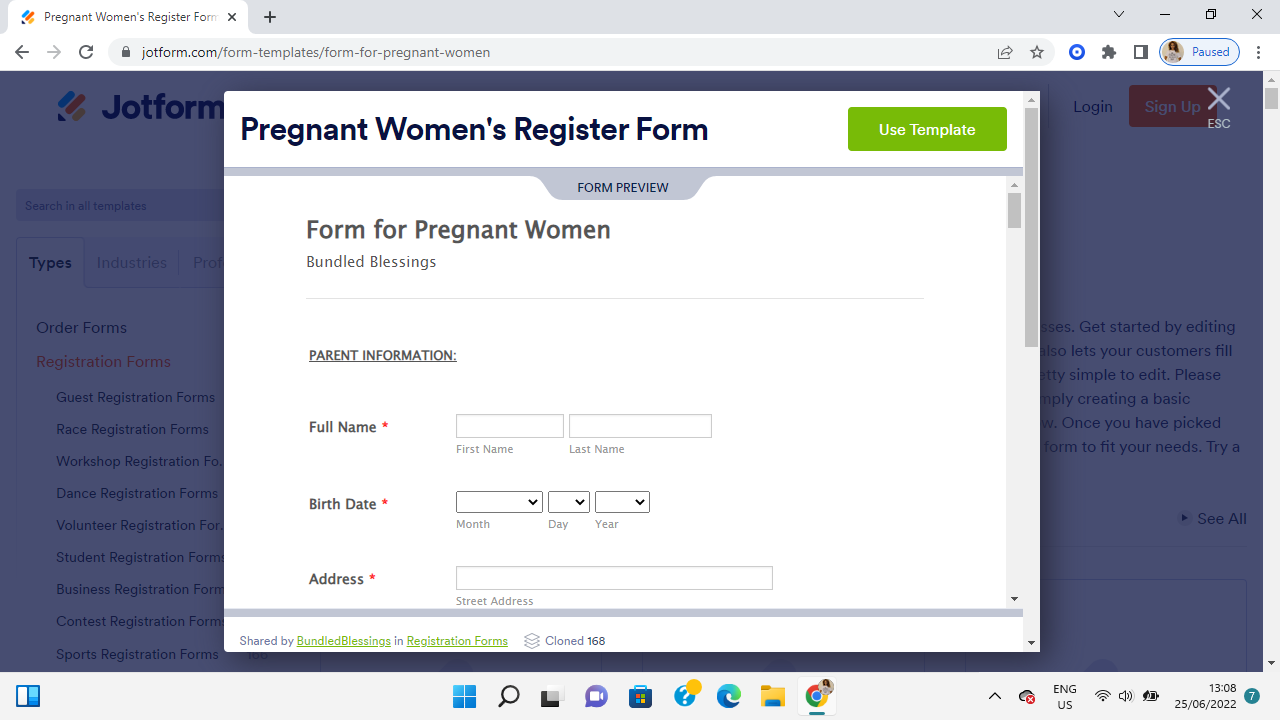 Pregnant Women's Register Form
jotform.com/form-templates/form-for-pregnant-women
Paused
Jotform
Login
Sign Up
ESC
Pregnant Women's Register Form
Use Template
FORM PREVIEW
Search in all templates
Types
Industries
Prof
Form for Pregnant Women
Bundled Blessings
Order Forms
Registration Forms
Guest Registration Forms
Race Registration Forms
Workshop Registration Fo...
Dance Registration Forms
Volunteer Registration For...
Student Registration Forms
Business Registration Form
Contest Registration Forms
Sports Registration Forms
PARENT INFORMATION:
Full Name *
First Name
Last Name
Birth Date *
Month
Day
Year
Address *
Street Address
sses. Get started by editing
also lets your customers fill
etty simple to edit. Please
mply creating a basic
w. Once you have picked
form to fit your needs. Try a
See All
Shared by BundledBlessings in Registration Forms
Cloned 168
ENG
US
13:08
25/06/2022
7